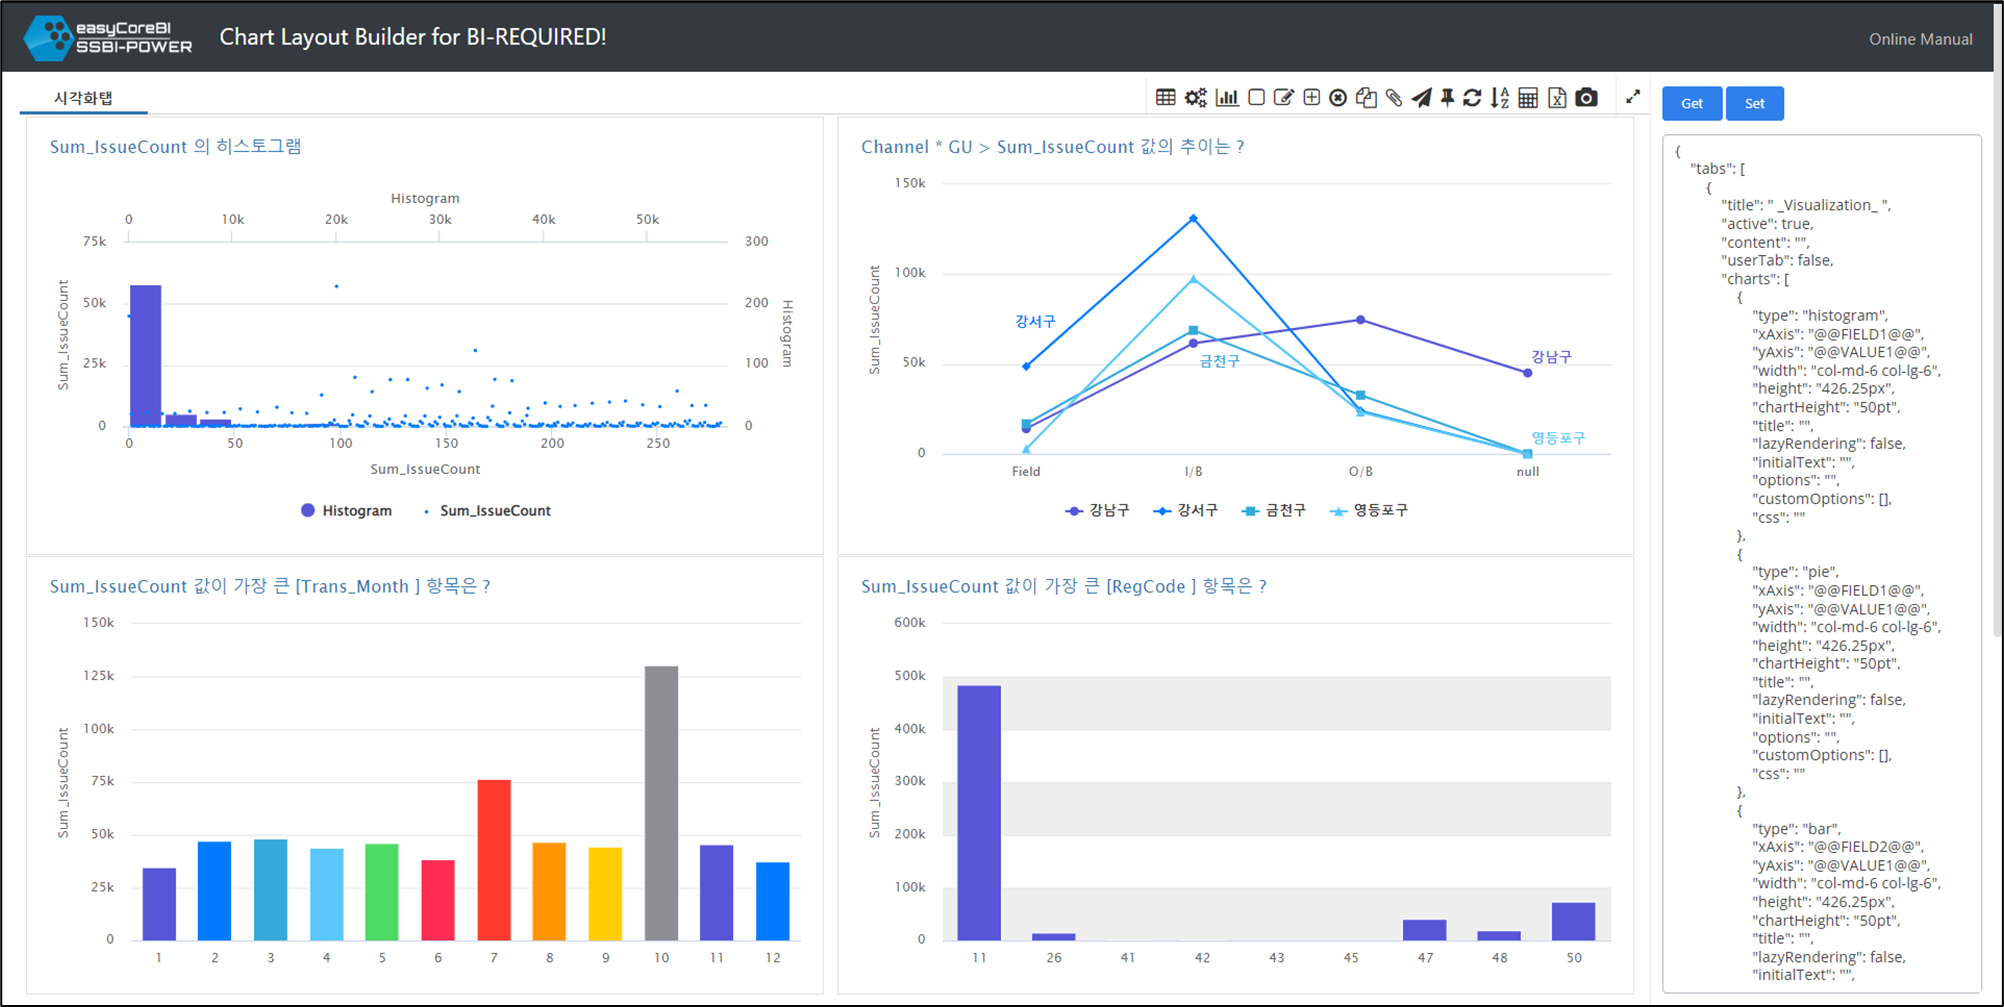 easyCoreBI
SSBI-POWER
Chart Layout Builder for BI-REQUIRED!
Online Manual
시각화탭
Get
Set
Sum_IssueCount 의 히스토그램
Histogram
0 10k 20k 30k 40k 50k
75k
50k
25k
0
Sum_IssueCount
300
200
100
0
Histogram
0 50 100 150 200 250
Sum_IssueCount
Histogram Sum_IssueCount
Channel * GU > Sum_IssueCount 값의 추이는 ?
150k
100k
50k
0
Sum_IssueCount
강서구
금천구
강남구
영등포구
Field I/B O/B null
강남구 강서구 금천구 영등포구
Sum_IssueCount 값이 가장 큰 [Trans_Month ] 항목은 ?
150k
125k
100k
75k
50k
25k
0
Sum_IssueCount
1 2 3 4 5 6 7 8 9 10 11 12
Sum_IssueCount 값이 가장 큰 [RegCode ] 항목은 ?
600k
500k
400k
300k
200k
100k
0
Sum_IssueCount
11 26 41 42 43 45 47 48 50
{
"tabs": [
{
"title": " _Visualization_ ",
"active": true,
"content": "",
"userTab": false,
"charts": [
{
"type": "histogram",
"xAxis": "@@FIELD1@@",
"yAxis": "@@VALUE1@@",
"width": "col-md-6 col-lg-6",
"height": "426.25px",
"chartHeight": "50pt",
"title": "",
"lazyRendering": false,
"initialText": "",
"options": "",
"customOptions": [],
"css": ""
},
{
"type": "pie",
"xAxis": "@@FIELD1@@",
"yAxis": "@@VALUE1@@",
"width": "col-md-6 col-lg-6",
"height": "426.25px",
"chartHeight": "50pt",
"title": "",
"lazyRendering": false,
"initialText": "",
"options": "",
"customOptions": [],
"css": ""
},
{
"type": "bar",
"xAxis": "@@FIELD2@@",
"yAxis": "@@VALUE1@@",
"width": "col-md-6 col-lg-6",
"height": "426.25px",
"chartHeight": "50pt",
"title": "",
"lazyRendering": false,
"initialText": "",